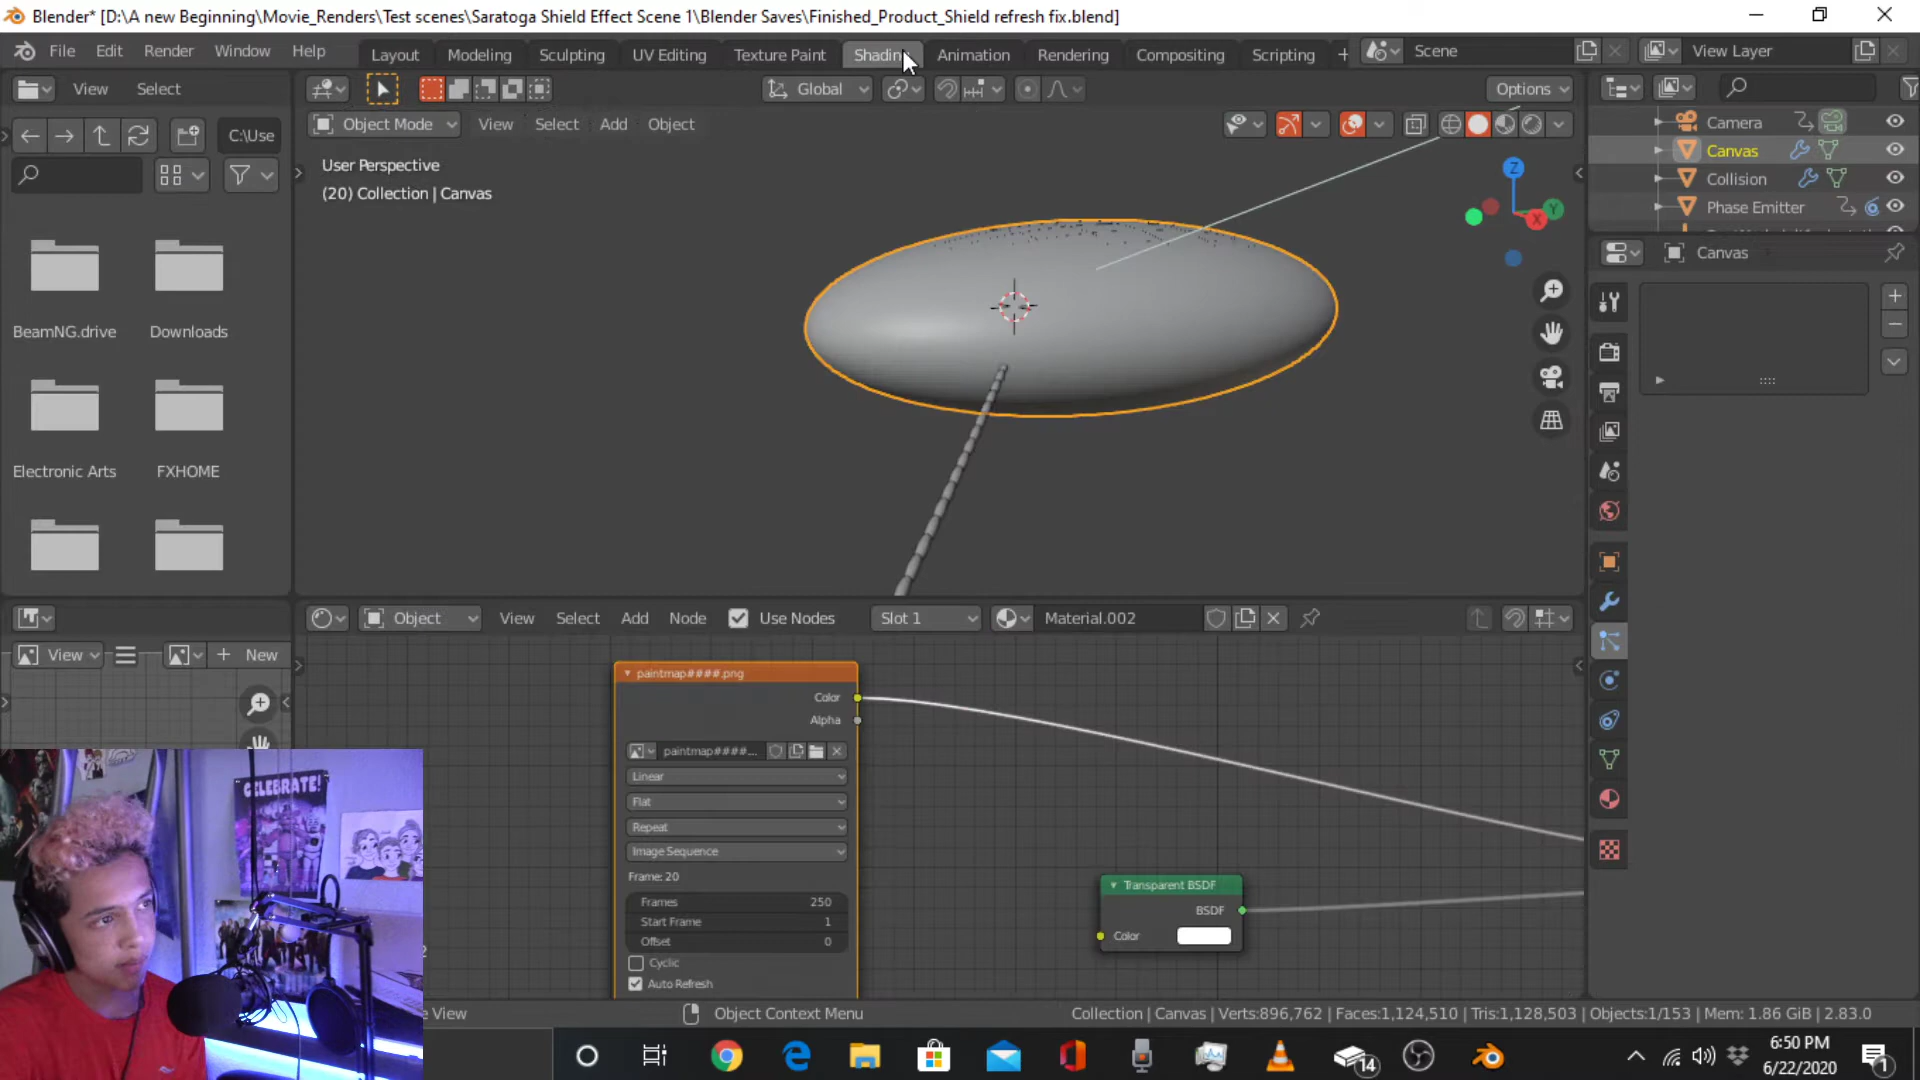 Blender* [D:\A new Beginning\Movie_Renders\Test scenes\Saratoga Shield Effect Scene 1\Blender Saves\Finished_Product_Shield refresh fix.blend]
File Edit Render Window Help
Layout Modeling Sculpting UV Editing Texture Paint Shading Animation Rendering Compositing Scripting +
Scene
View Layer
View Select
Global
Options
C:\Use
Object Mode View Select Add Object
User Perspective
(20) Collection | Canvas
Z
Y
X
Camera
Canvas
Collision
Phase Emitter
Canvas
BeamNG.drive Downloads
Electronic Arts FXHOME
Object View Select Add Node Use Nodes Slot 1 Material.002
View New
paintmap####.png
Color
Alpha
paintmap####...
Linear
Flat
Repeat
Image Sequence
Frame: 20
Frames 250
Start Frame 1
Offset 0
Cyclic
Auto Refresh
Transparent BSDF
BSDF
Color
CELEBRATE!
e View
Object Context Menu
Collection | Canvas | Verts:896,762 | Faces:1,124,510 | Tris:1,128,503 | Objects:1/153 | Mem: 1.86 GiB | 2.83.0
14
6:50 PM
6/22/2020
1